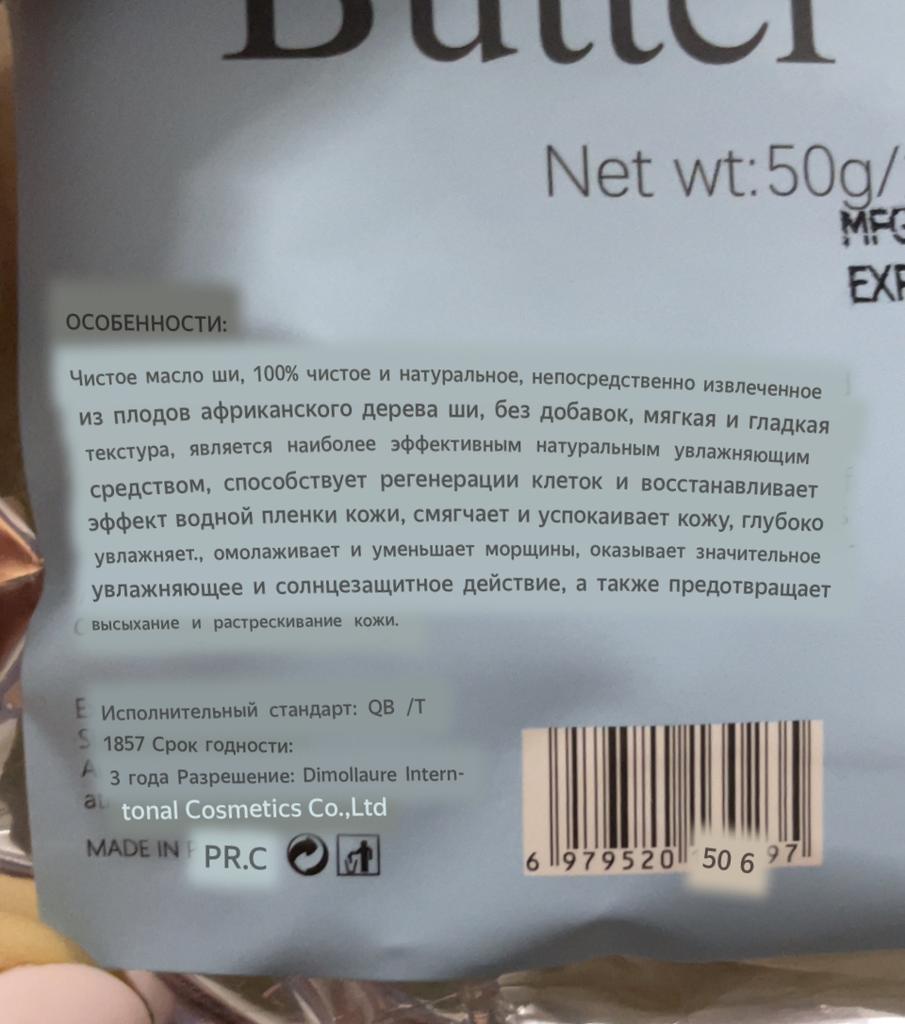 Butter
Net wt:50g/
MFG
EXP
ОСОБЕННОСТИ:
Чистое масло ши, 100% чистое и натуральное, непосредственно извлеченное
из плодов африканского дерева ши, без добавок, мягкая и гладкая
текстура, является наиболее эффективным натуральным увлажняющим
средством, способствует регенерации клеток и восстанавливает
эффект водной пленки кожи, смягчает и успокаивает кожу, глубоко
увлажняет., омолаживает и уменьшает морщины, оказывает значительное
увлажняющее и солнцезащитное действие, а также предотвращает
высыхание и растрескивание кожи.
Исполнительный стандарт: QB /T
1857 Срок годности:
3 года Разрешение: Dimollaure Intern-
tonal Cosmetics Co.,Ltd
MADE IN PR.C
6 979520 50 6 97